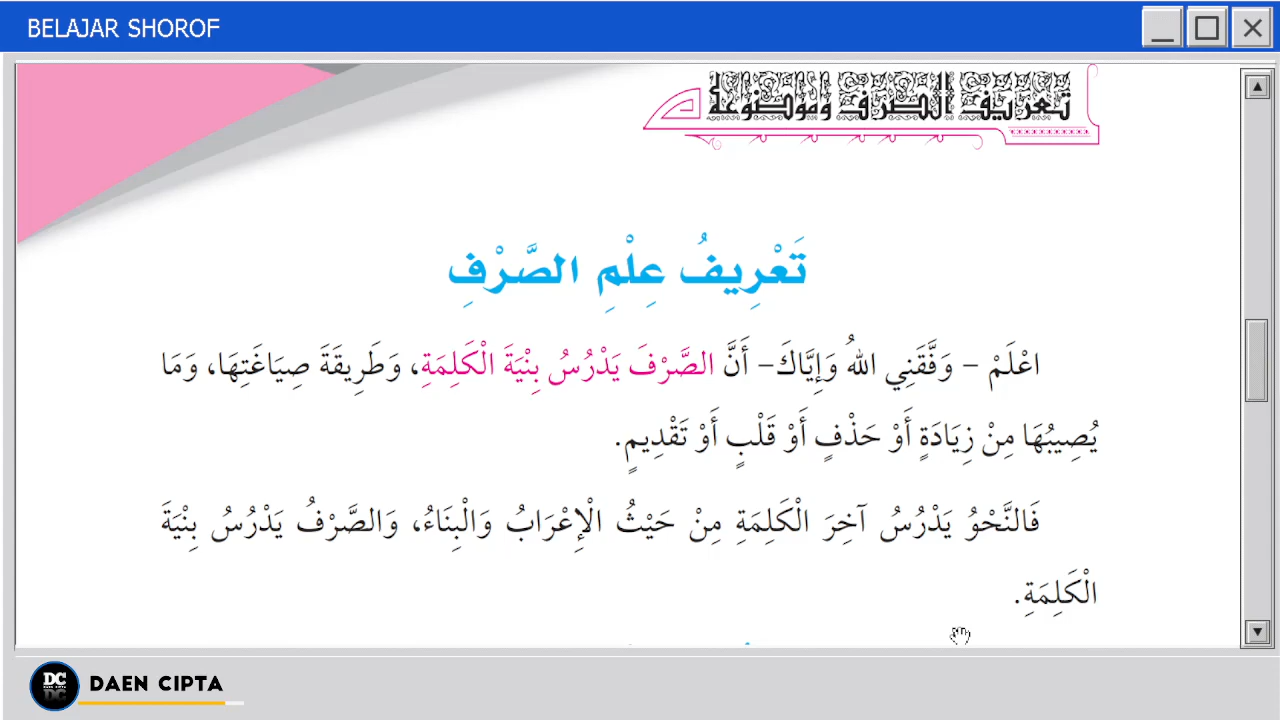 BELAJAR SHOROF
تعريف الصرف وموضوعه
تَعْرِيفُ عِلْمِ الصَّرْفِ
اعْلَمْ - وَفَّقَنِي اللهُ وَإِيَّاكَ- أَنَّ الصَّرْفَ يَدْرُسُ بِنْيَةَ الْكَلِمَةِ، وَطَرِيقَةَ صِيَاغَتِهَا، وَمَا
يُصِيبُهَا مِنْ زِيَادَةٍ أَوْ حَذْفٍ أَوْ قَلْبٍ أَوْ تَقْدِيمٍ.
فَالنَّحْوُ يَدْرُسُ آخِرَ الْكَلِمَةِ مِنْ حَيْثُ الْإِعْرَابُ وَالْبِنَاءُ، وَالصَّرْفُ يَدْرُسُ بِنْيَةَ
الْكَلِمَةِ.
DC
DAEN CIPTA